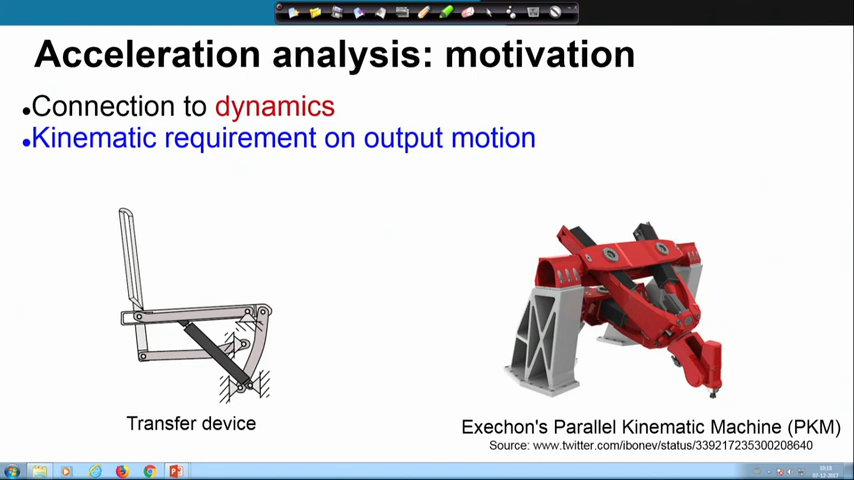 Acceleration analysis: motivation
•Connection to dynamics
•Kinematic requirement on output motion
Transfer device
Exechon's Parallel Kinematic Machine (PKM)
Source: www.twitter.com/ibonev/status/339217235300208640